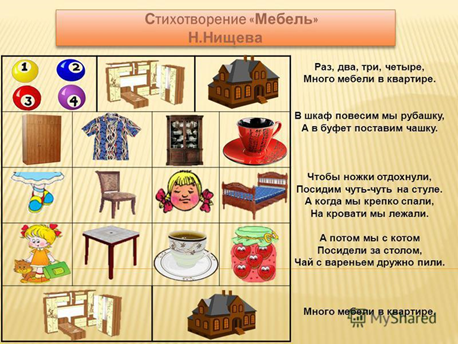 Стихотворение «Мебель»
Н.Нищева
1
2
3
4
Раз, два, три, четыре,
Много мебели в квартире.
В шкаф повесим мы рубашку,
А в буфет поставим чашку.
Чтобы ножки отдохнули,
Посидим чуть-чуть на стуле.
А когда мы крепко спали,
На кровати мы лежали.
А потом мы с котом
Посидели за столом,
Чай с вареньем дружно пили.
Много мебели в квартире.
MyShared